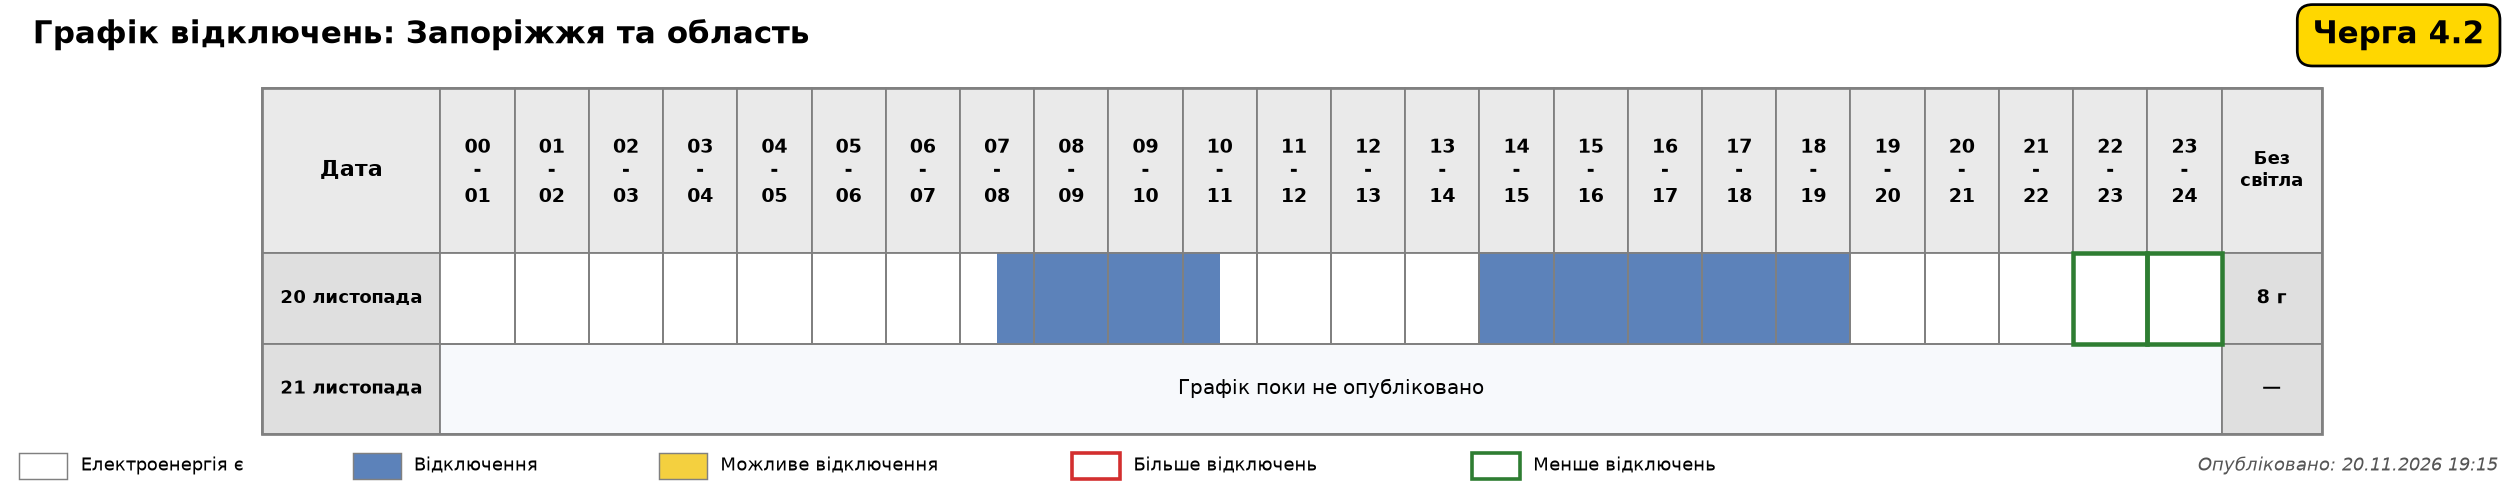 Графік відключень: Запоріжжя та область
Черга 4.2
Дата
00 - 01
01 - 02
02 - 03
03 - 04
04 - 05
05 - 06
06 - 07
07 - 08
08 - 09
09 - 10
10 - 11
11 - 12
12 - 13
13 - 14
14 - 15
15 - 16
16 - 17
17 - 18
18 - 19
19 - 20
20 - 21
21 - 22
22 - 23
23 - 24
Без
світла
20 листопада
8 г
21 листопада
Графік поки не опубліковано
—
Електроенергія є
Відключення
Можливе відключення
Більше відключень
Менше відключень
Опубліковано: 20.11.2026 19:15